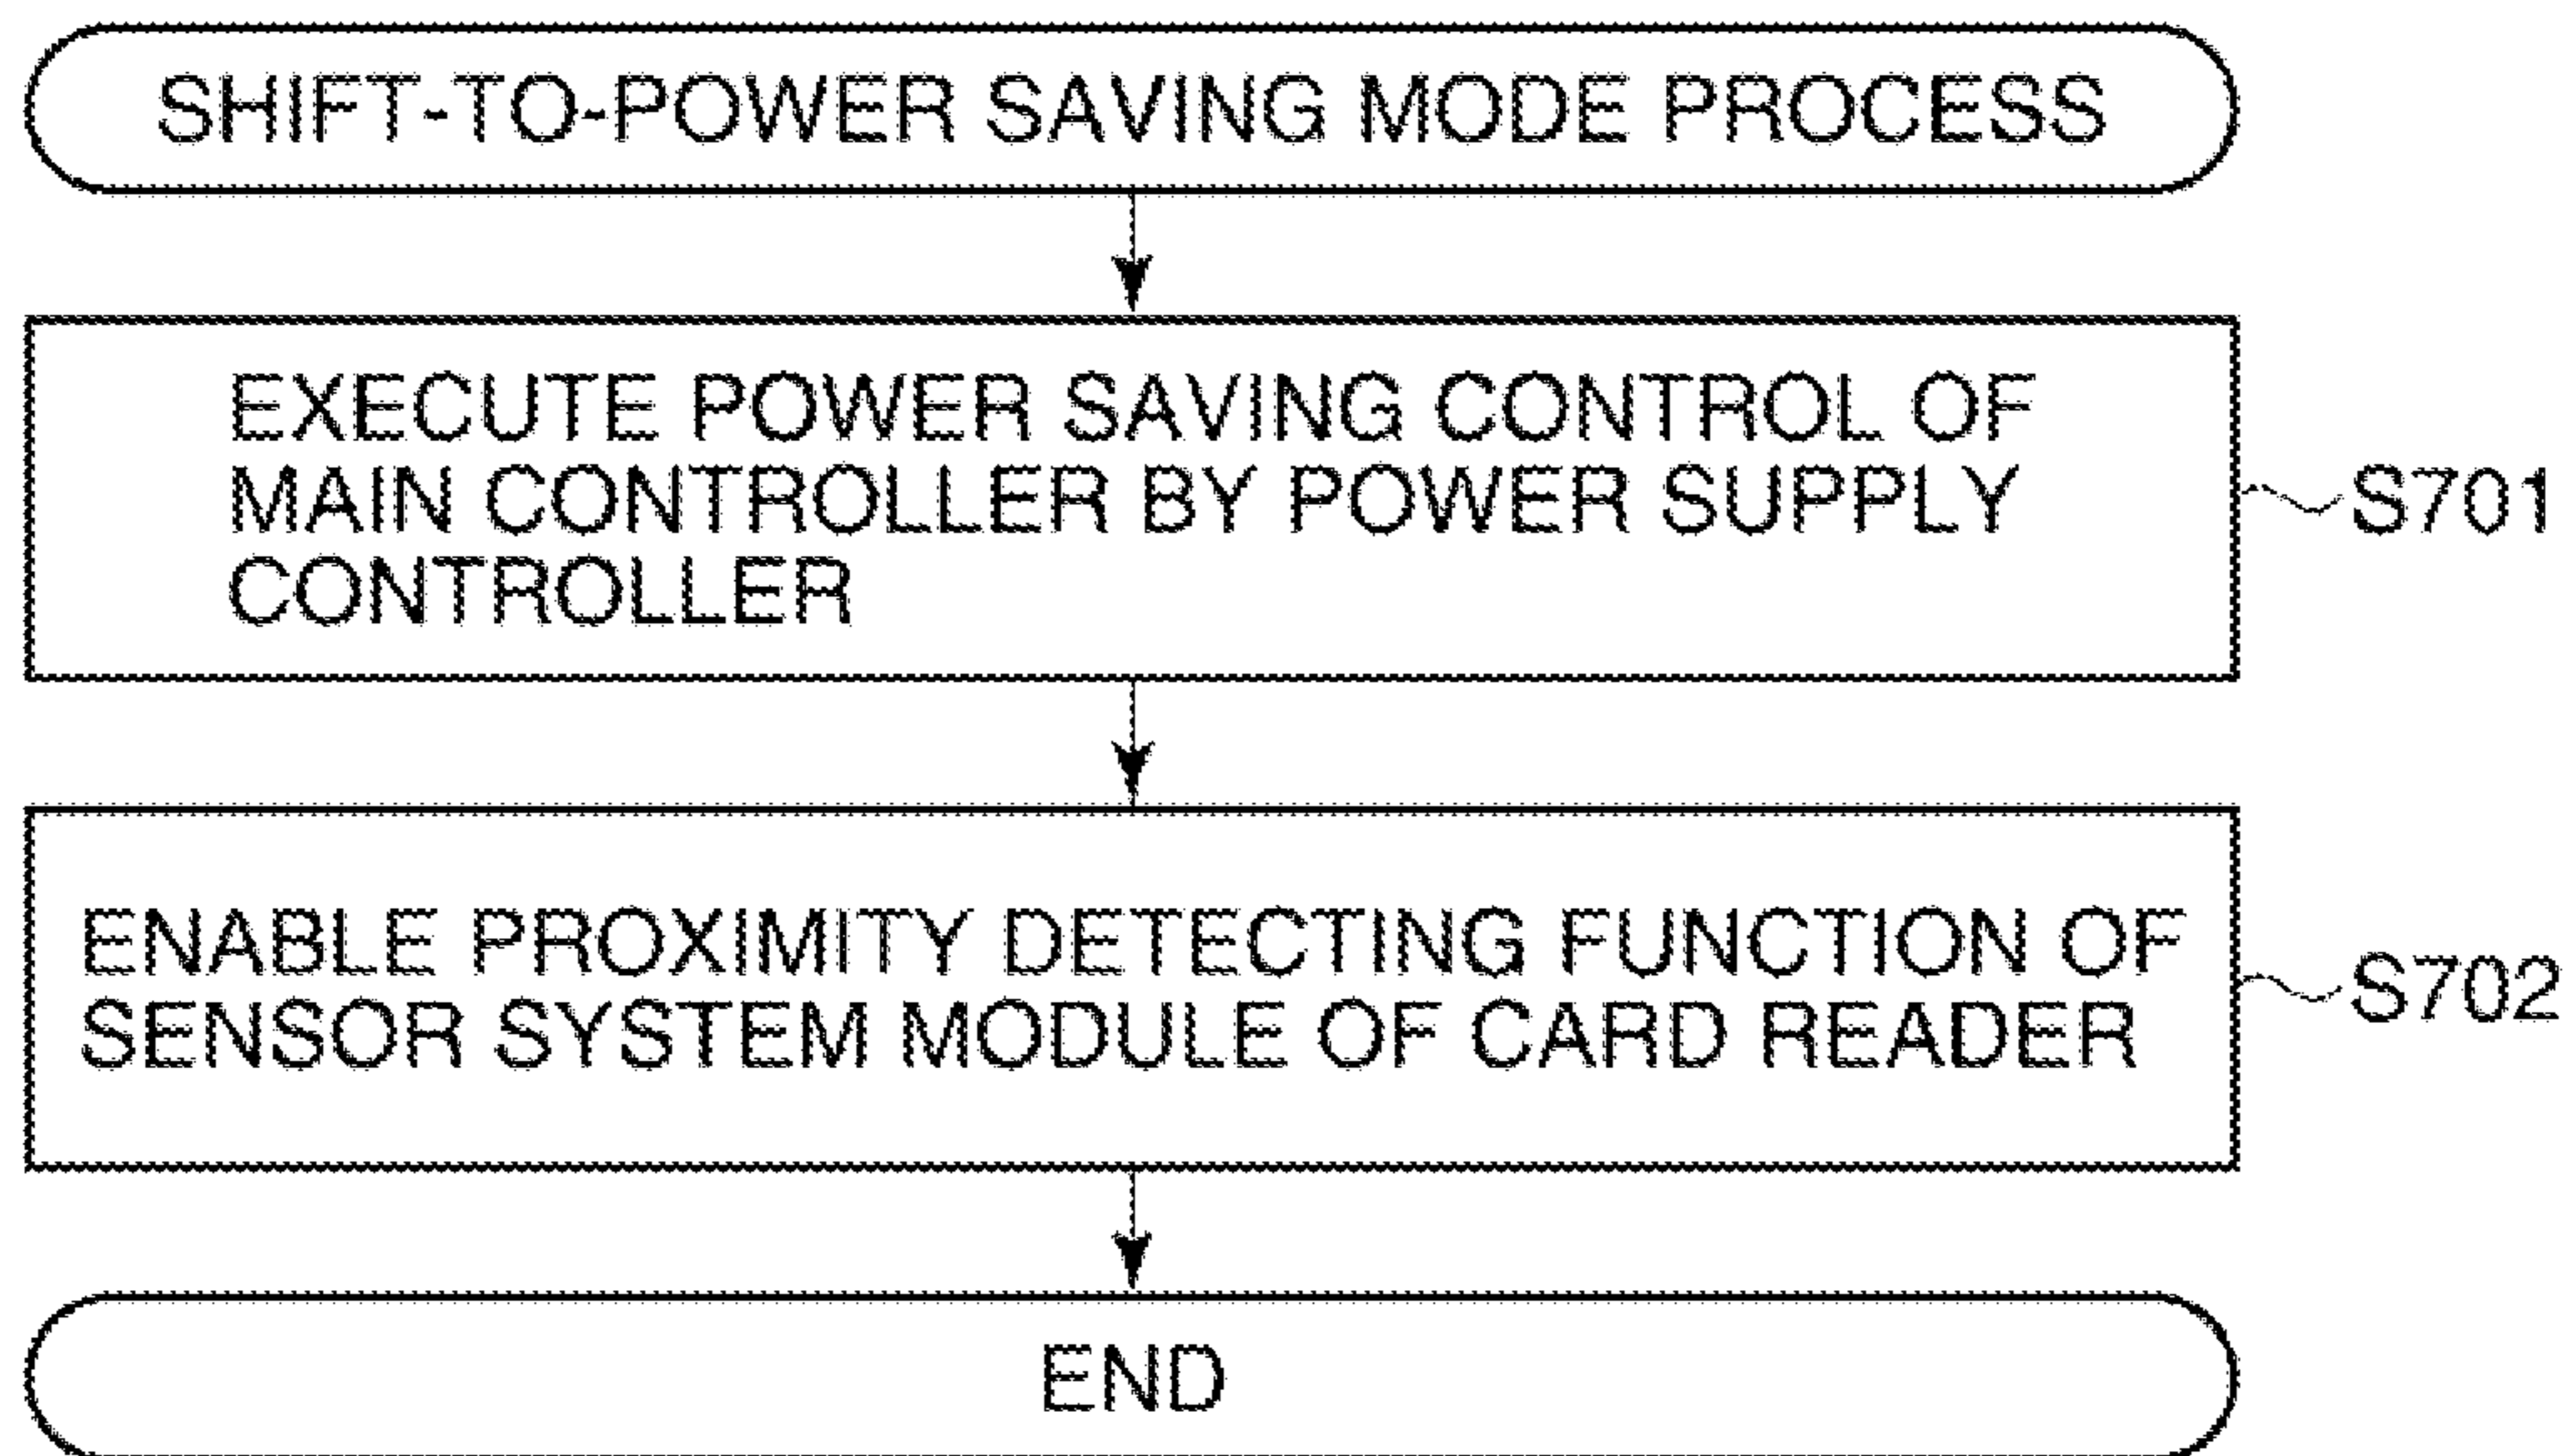 SHIFT-TO-POWER SAVING MODE PROCESS
EXECUTE POWER SAVING CONTROL OF
MAIN CONTROLLER BY POWER SUPPLY
CONTROLLER
S701
ENABLE PROXIMITY DETECTING FUNCTION OF
SENSOR SYSTEM MODULE OF CARD READER
S702
END